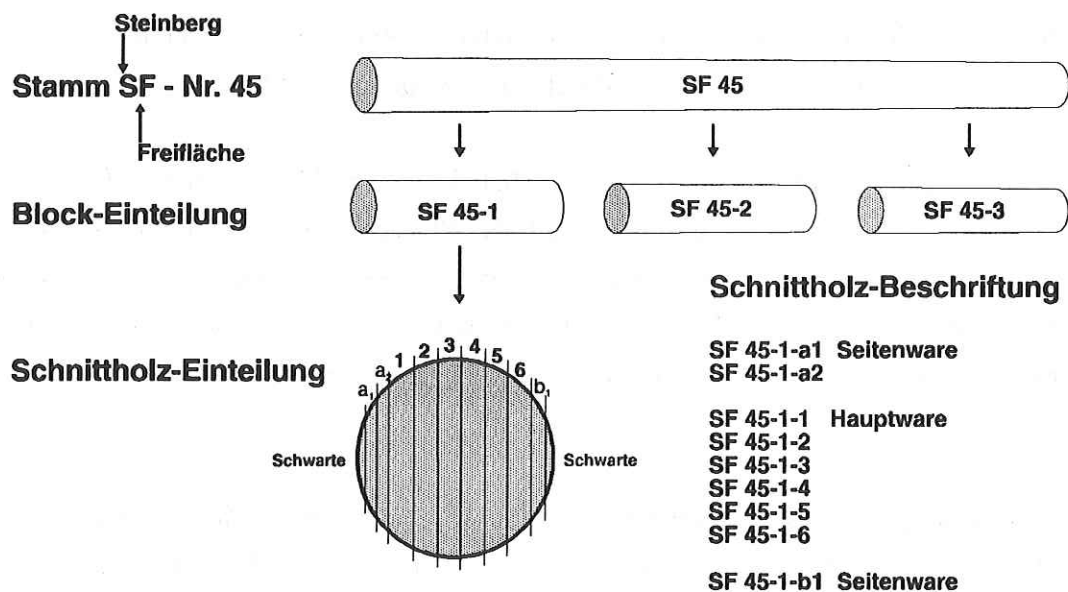 Steinberg
Stamm SF - Nr. 45
Freifläche
SF 45
Block-Einteilung
SF 45-1
SF 45-2
SF 45-3
Schnittholz-Einteilung
a1 a2 1 2 3 4 5 6 b1
Schwarte
Schwarte
Schnittholz-Beschriftung
SF 45-1-a1 Seitenware
SF 45-1-a2
SF 45-1-1 Hauptware
SF 45-1-2
SF 45-1-3
SF 45-1-4
SF 45-1-5
SF 45-1-6
SF 45-1-b1 Seitenware